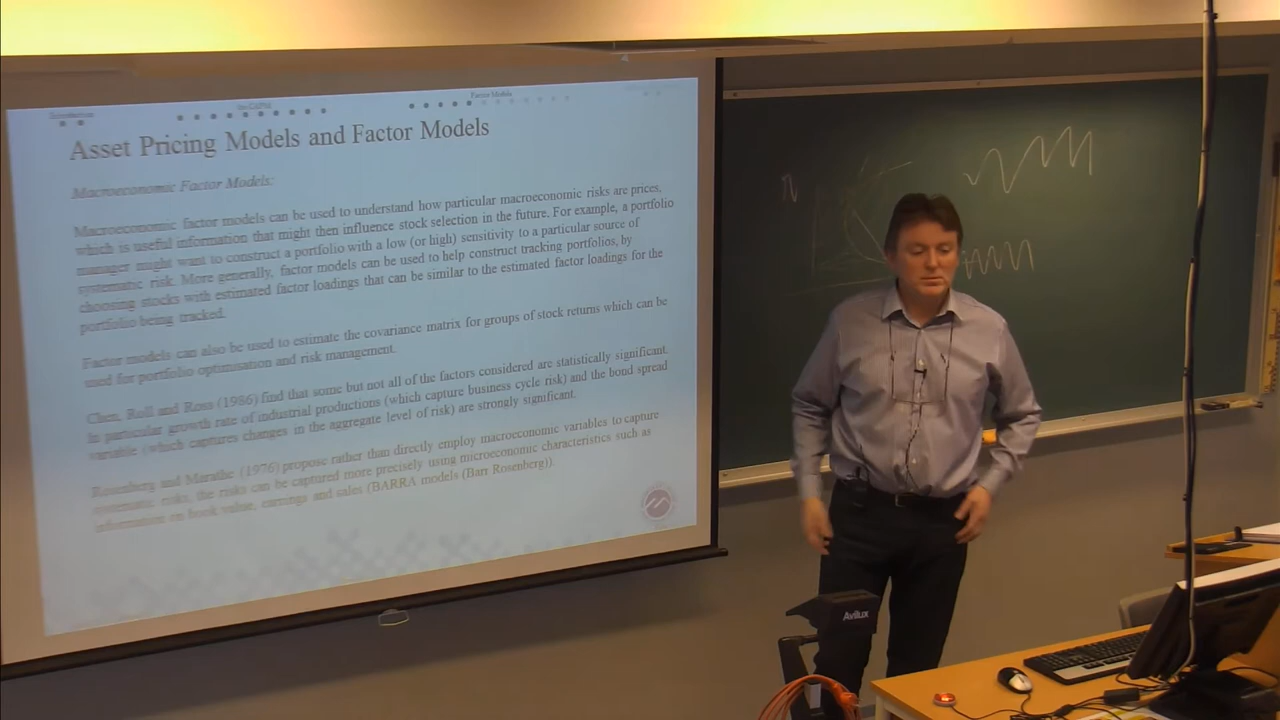 Factor Models
Asset Pricing Models and Factor Models
Macroeconomic Factor Models:
Macroeconomic factor models can be used to understand how particular macroeconomic risks are prices,
which is useful information that might then influence stock selection in the future. For example, a portfolio
manager might want to construct a portfolio with a low (or high) sensitivity to a particular source of
systematic risk. More generally, factor models can be used to help construct tracking portfolios, by
choosing stocks with estimated factor loadings that can be similar to the estimated factor loadings for the
portfolio being tracked.
Factor models can also be used to estimate the covariance matrix for groups of stock returns which can be
used for portfolio optimisation and risk management.
Chen, Roll and Ross (1986) find that some but not all of the factors considered are statistically significant.
In particular growth rate of industrial productions (which capture business cycle risk) and the bond spread
variable (which captures changes in the aggregate level of risk) are strongly significant.
Rosenberg and Marathe (1976) propose rather than directly employ macroeconomic variables to capture
systematic risks, the risks can be captured more precisely using microeconomic characteristics such as
information on book value, earnings and sales (BARRA models (Barr Rosenberg)).
Avilux